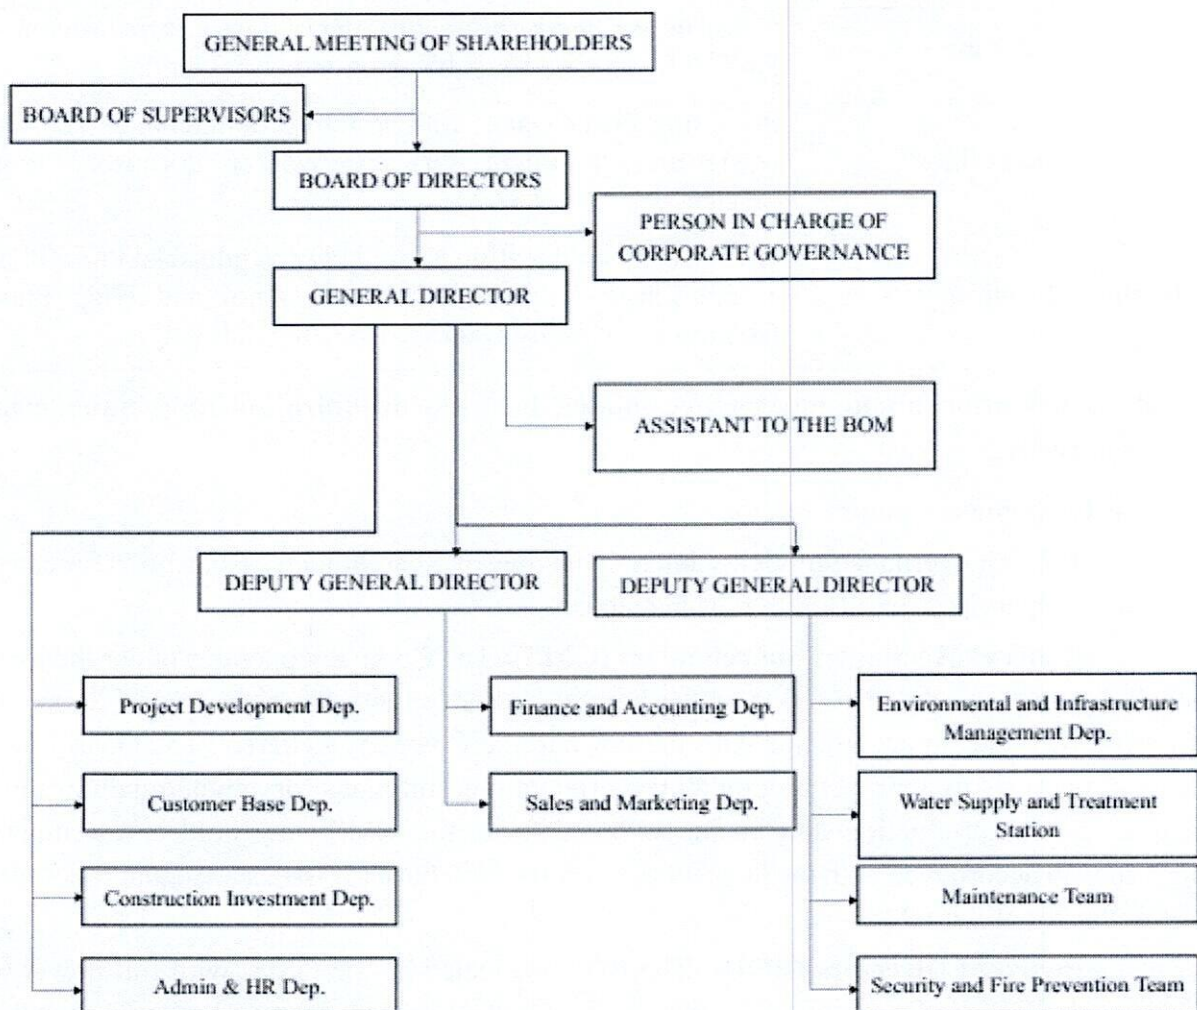 GENERAL MEETING OF SHAREHOLDERS
BOARD OF SUPERVISORS
BOARD OF DIRECTORS
PERSON IN CHARGE OF
CORPORATE GOVERNANCE
GENERAL DIRECTOR
ASSISTANT TO THE BOM
DEPUTY GENERAL DIRECTOR
DEPUTY GENERAL DIRECTOR
Project Development Dep.
Finance and Accounting Dep.
Environmental and Infrastructure
Management Dep.
Customer Base Dep.
Sales and Marketing Dep.
Water Supply and Treatment
Station
Construction Investment Dep.
Maintenance Team
Admin & HR Dep.
Security and Fire Prevention Team